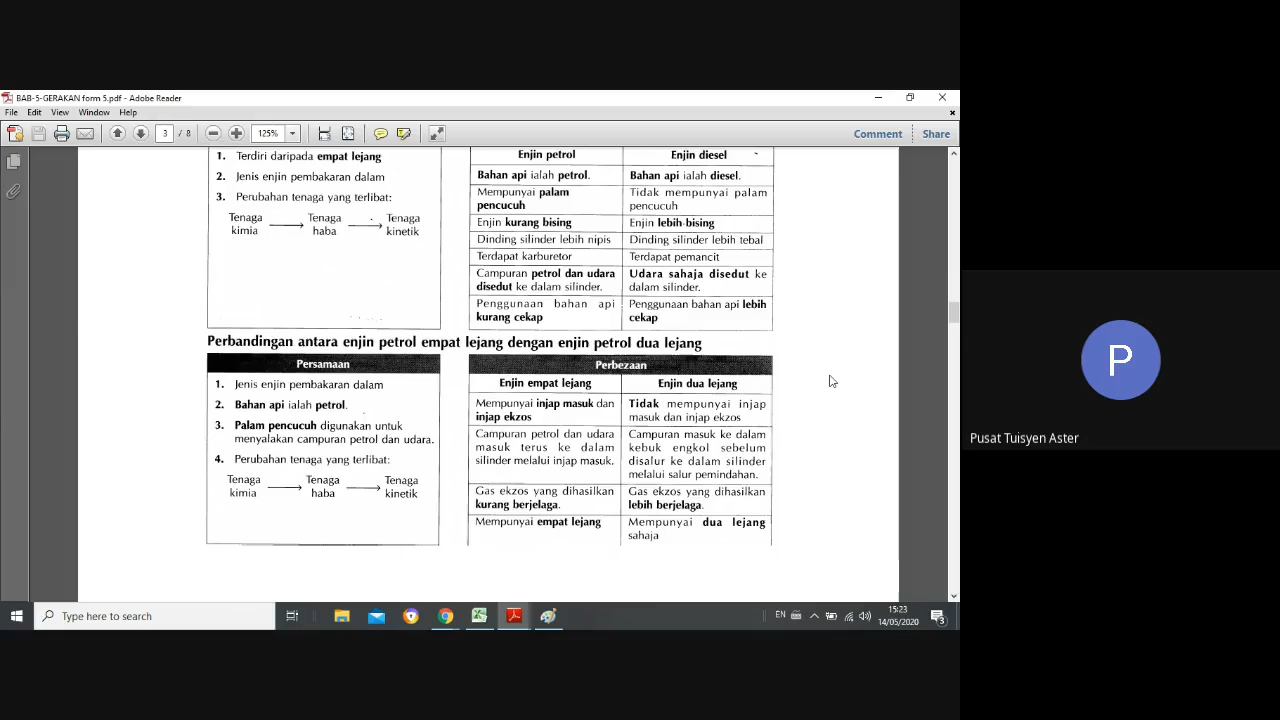 BAB-5-GERAKAN form 5.pdf - Adobe Reader
File Edit View Window Help
3 / 8 125% Comment Share
1. Terdiri daripada empat lejang
2. Jenis enjin pembakaran dalam
3. Perubahan tenaga yang terlibat:
Tenaga Tenaga Tenaga
kimia haba kinetik
Enjin petrol Enjin diesel
Bahan api ialah petrol. Bahan api ialah diesel.
Mempunyai palam Tidak mempunyai palam
pencucuh pencucuh
Enjin kurang bising Enjin lebih bising
Dinding silinder lebih nipis Dinding silinder lebih tebal
Terdapat karburetor Terdapat pemancit
Campuran petrol dan udara Udara sahaja disedut ke
disedut ke dalam silinder. dalam silinder.
Penggunaan bahan api Penggunaan bahan api lebih
kurang cekap cekap
Perbandingan antara enjin petrol empat lejang dengan enjin petrol dua lejang
Persamaan
1. Jenis enjin pembakaran dalam
2. Bahan api ialah petrol.
3. Palam pencucuh digunakan untuk
menyalakan campuran petrol dan udara.
4. Perubahan tenaga yang terlibat:
Tenaga Tenaga Tenaga
kimia haba kinetik
Perbezaan
Enjin empat lejang Enjin dua lejang
Mempunyai injap masuk dan Tidak mempunyai injap
injap ekzos masuk dan injap ekzos
Campuran petrol dan udara Campuran masuk ke dalam
masuk terus ke dalam kebuk engkol sebelum
silinder melalui injap masuk. disalur ke dalam silinder
melalui salur pemindahan.
Gas ekzos yang dihasilkan Gas ekzos yang dihasilkan
kurang berjelaga. lebih berjelaga.
Mempunyai empat lejang Mempunyai dua lejang
sahaja
P
Pusat Tuisyen Aster
Type here to search
EN
15:23
14/05/2020
3